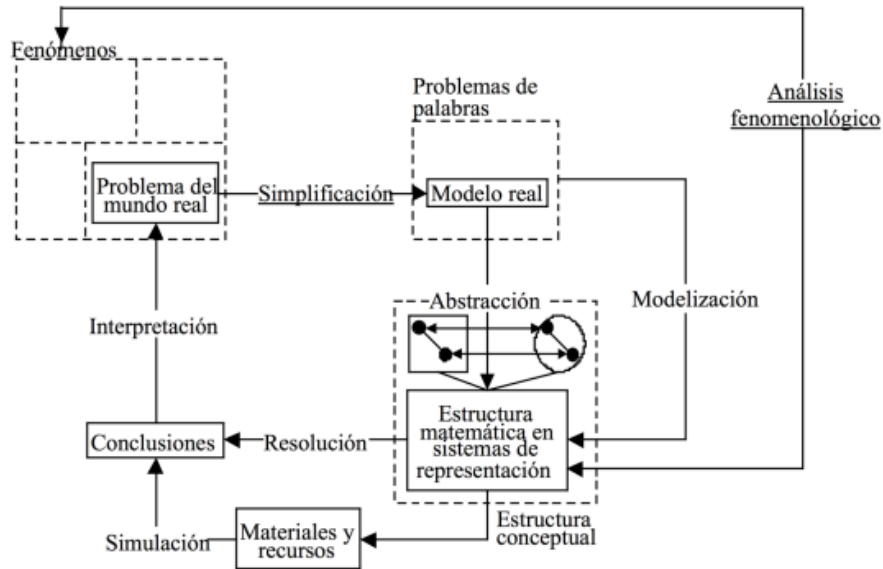 Fenómenos
Problemas de
palabras
Análisis
fenomenológico
Problema del
mundo real
Simplificación
Modelo real
Abstracción
Modelización
Interpretación
Estructura
matemática en
sistemas de
representación
Conclusiones
Resolución
Estructura
conceptual
Simulación
Materiales y
recursos